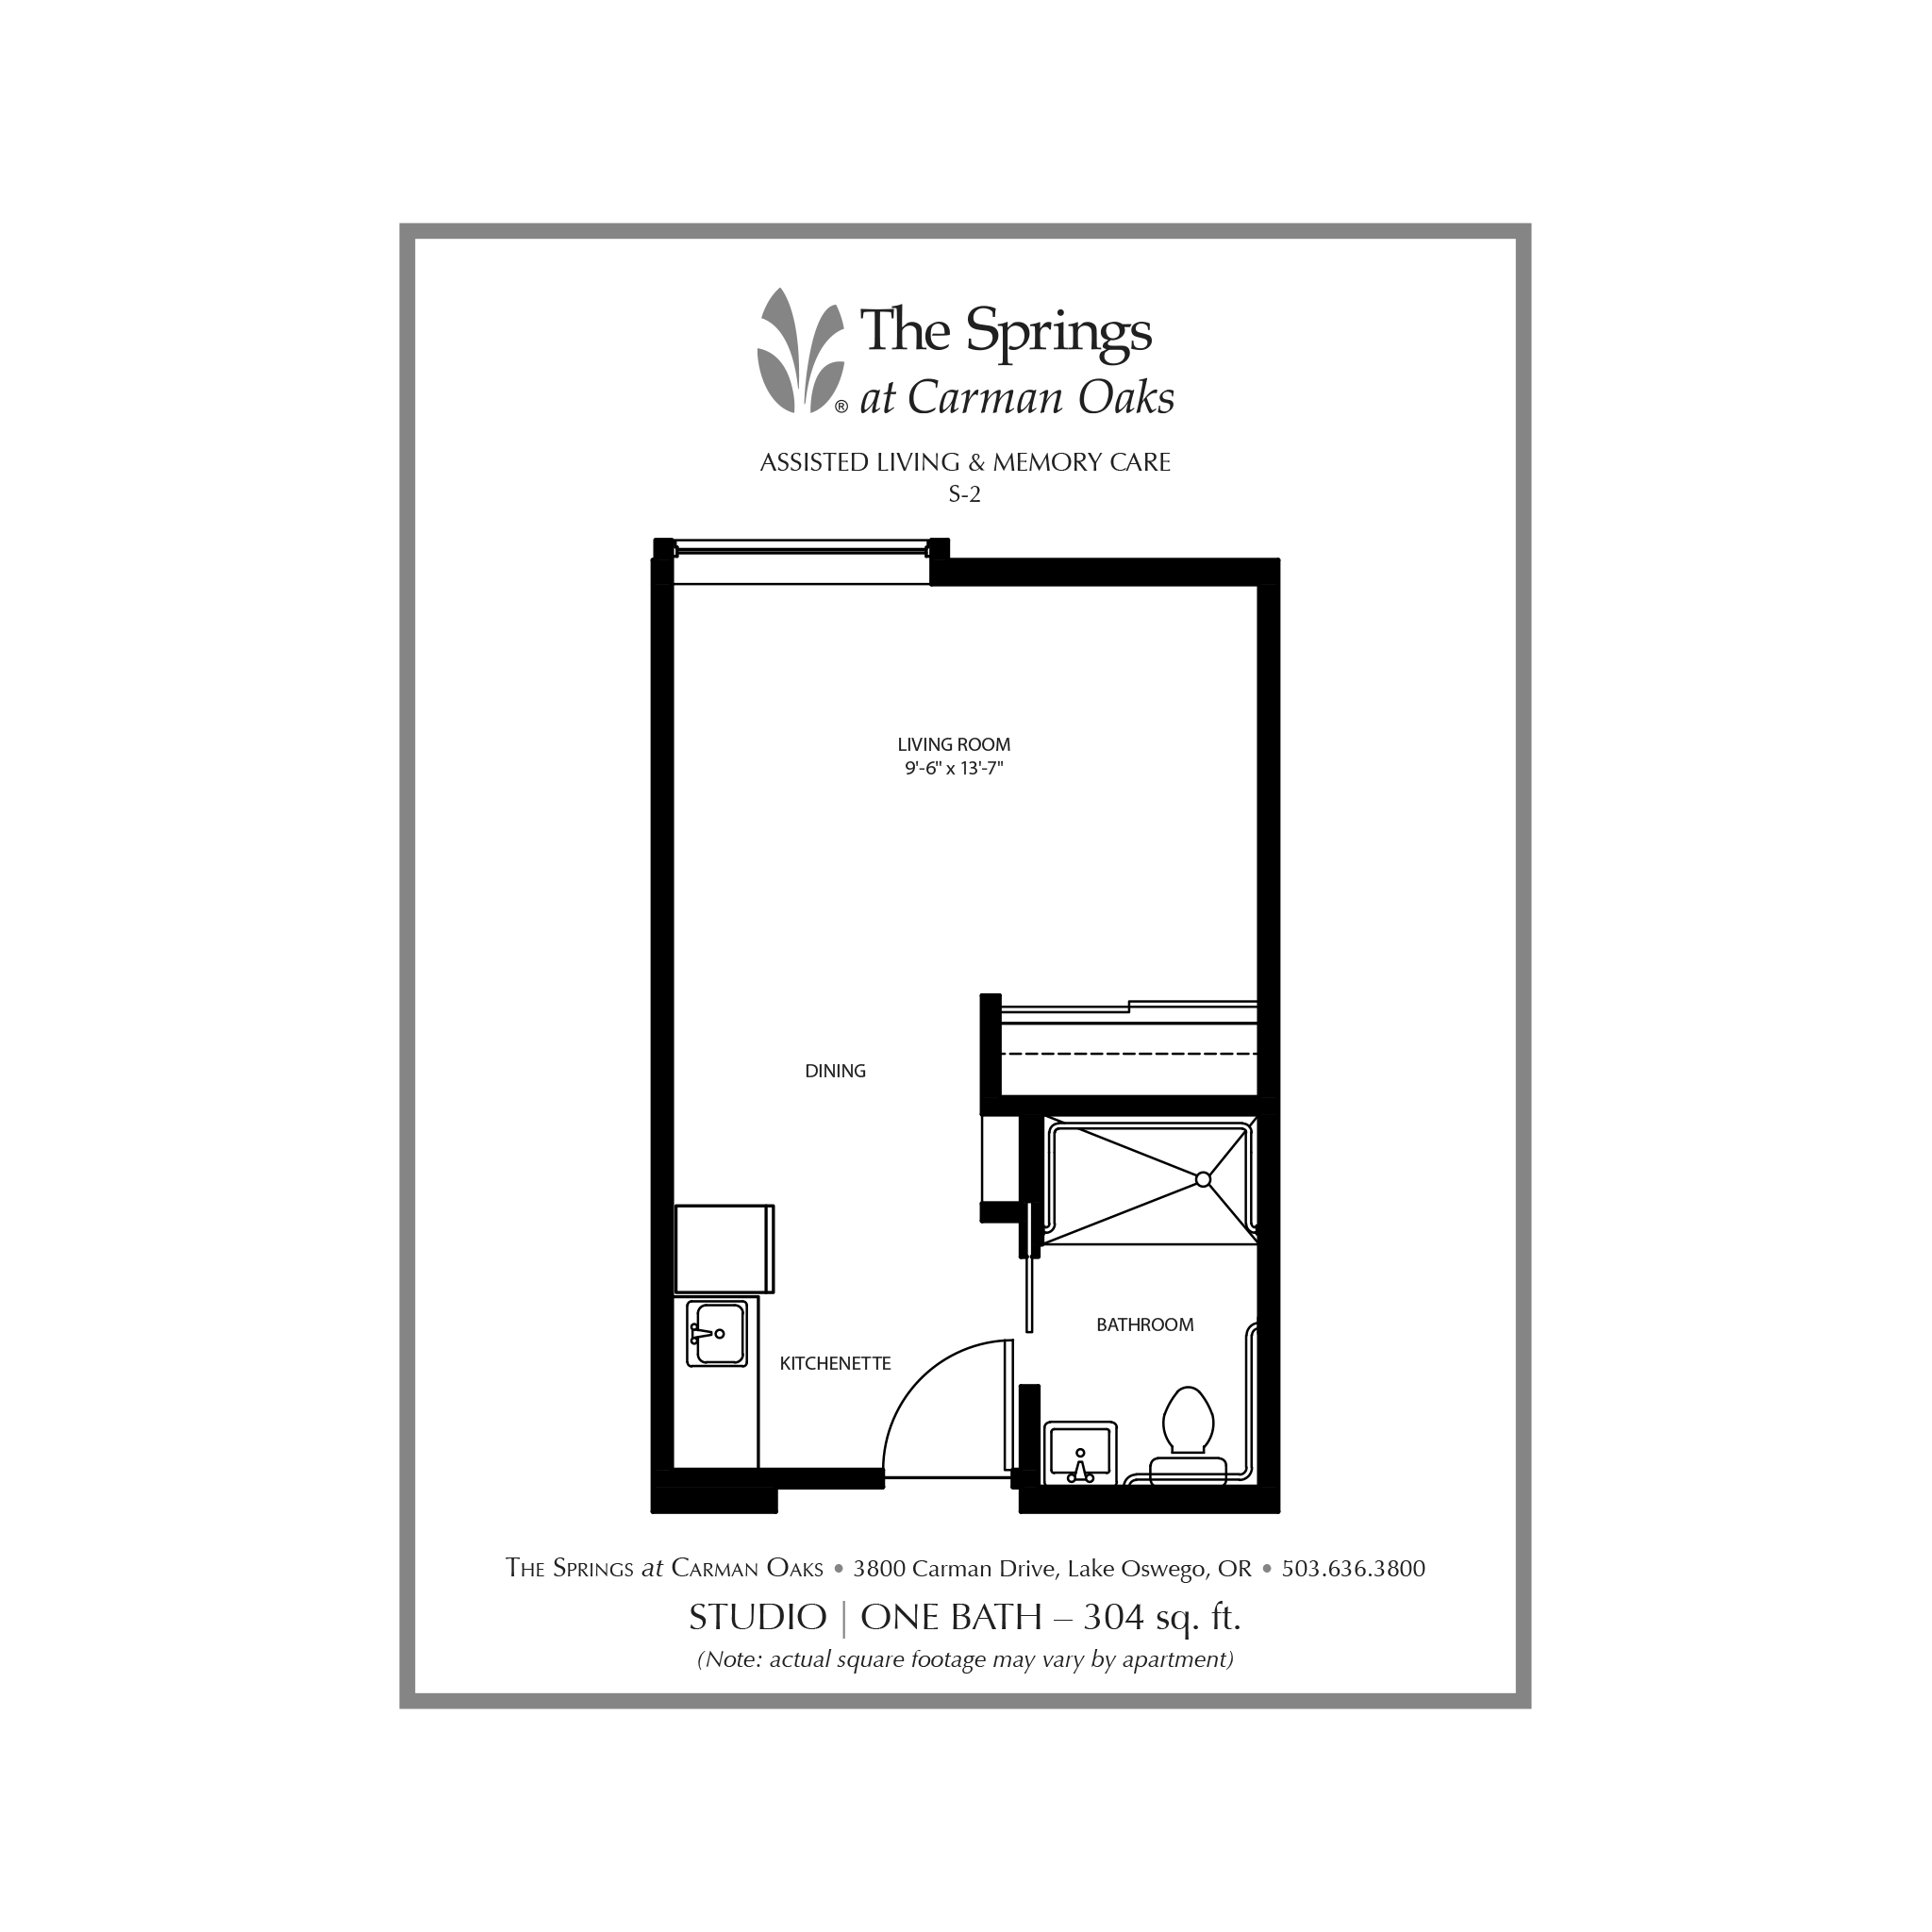 The Springs
® at Carman Oaks
ASSISTED LIVING & MEMORY CARE
S-2
LIVING ROOM
9'-6" x 13'-7"
DINING
BATHROOM
KITCHENETTE
The Springs at Carman Oaks • 3800 Carman Drive, Lake Oswego, OR • 503.636.3800
STUDIO | ONE BATH – 304 sq. ft.
(Note: actual square footage may vary by apartment)